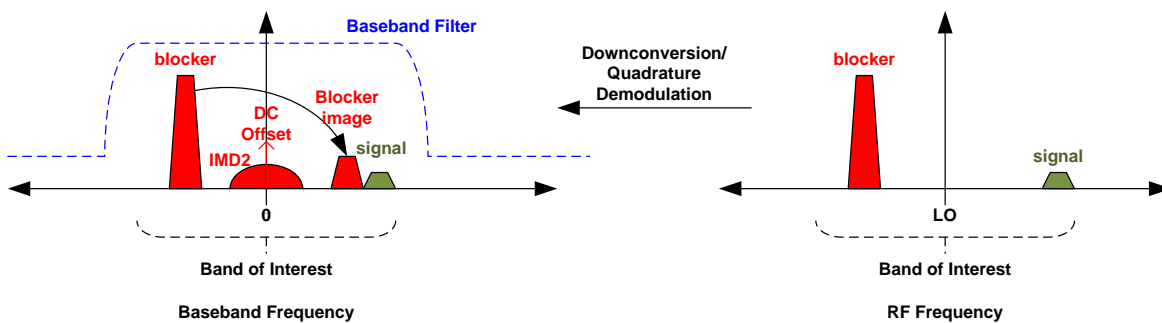 Baseband Filter
blocker
Blocker
image
DC
Offset
IMD2
signal
0
Band of Interest
Baseband Frequency
Downconversion/
Quadrature
Demodulation
blocker
signal
LO
Band of Interest
RF Frequency